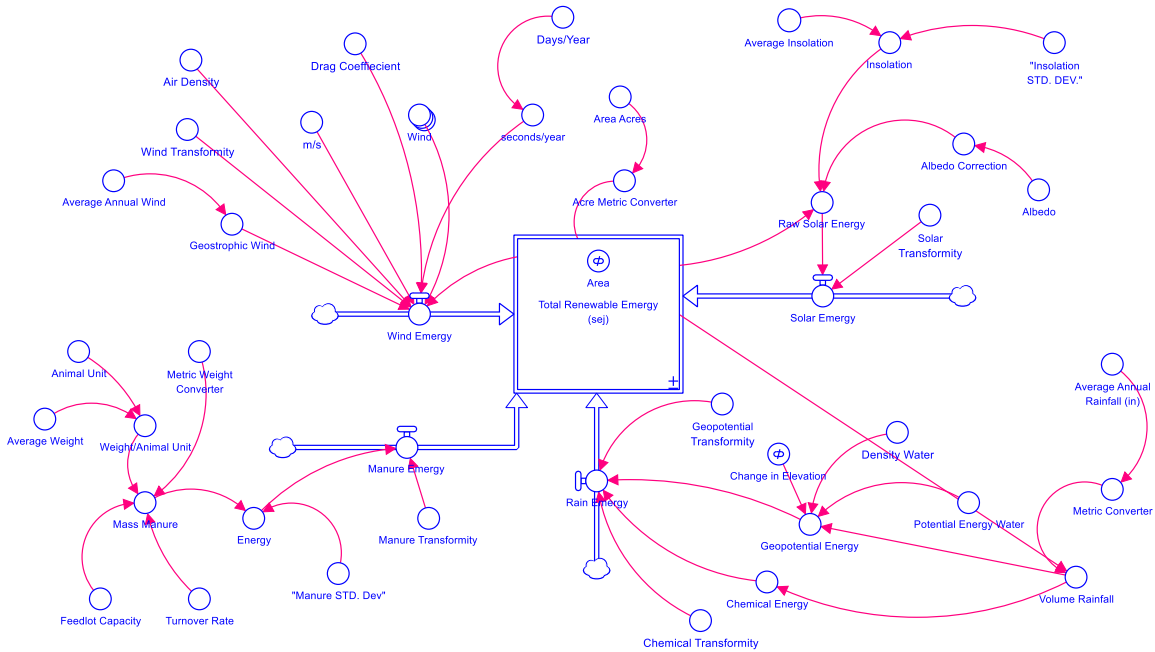 Days/Year
Average Insolation
Insolation
"Insolation
STD. DEV."
Drag Coeffiecient
Air Density
Area Acres
Wind
seconds/year
m/s
Wind Transformity
Albedo Correction
Average Annual Wind
Acre Metric Converter
Albedo
Geostrophic Wind
Raw Solar Energy
Solar
Transformity
Area
Total Renewable Emergy
(sej)
Wind Emergy
Solar Emergy
Animal Unit
Metric Weight
Converter
Average Annual
Rainfall (in)
Average Weight
Weight/Animal Unit
Geopotential
Transformity
Density Water
Manure Emergy
Change in Elevation
Rain Emergy
Metric Converter
Mass Manure
Energy
Manure Transformity
Geopotential Energy
Potential Energy Water
"Manure STD. Dev"
Chemical Energy
Volume Rainfall
Feedlot Capacity
Turnover Rate
Chemical Transformity